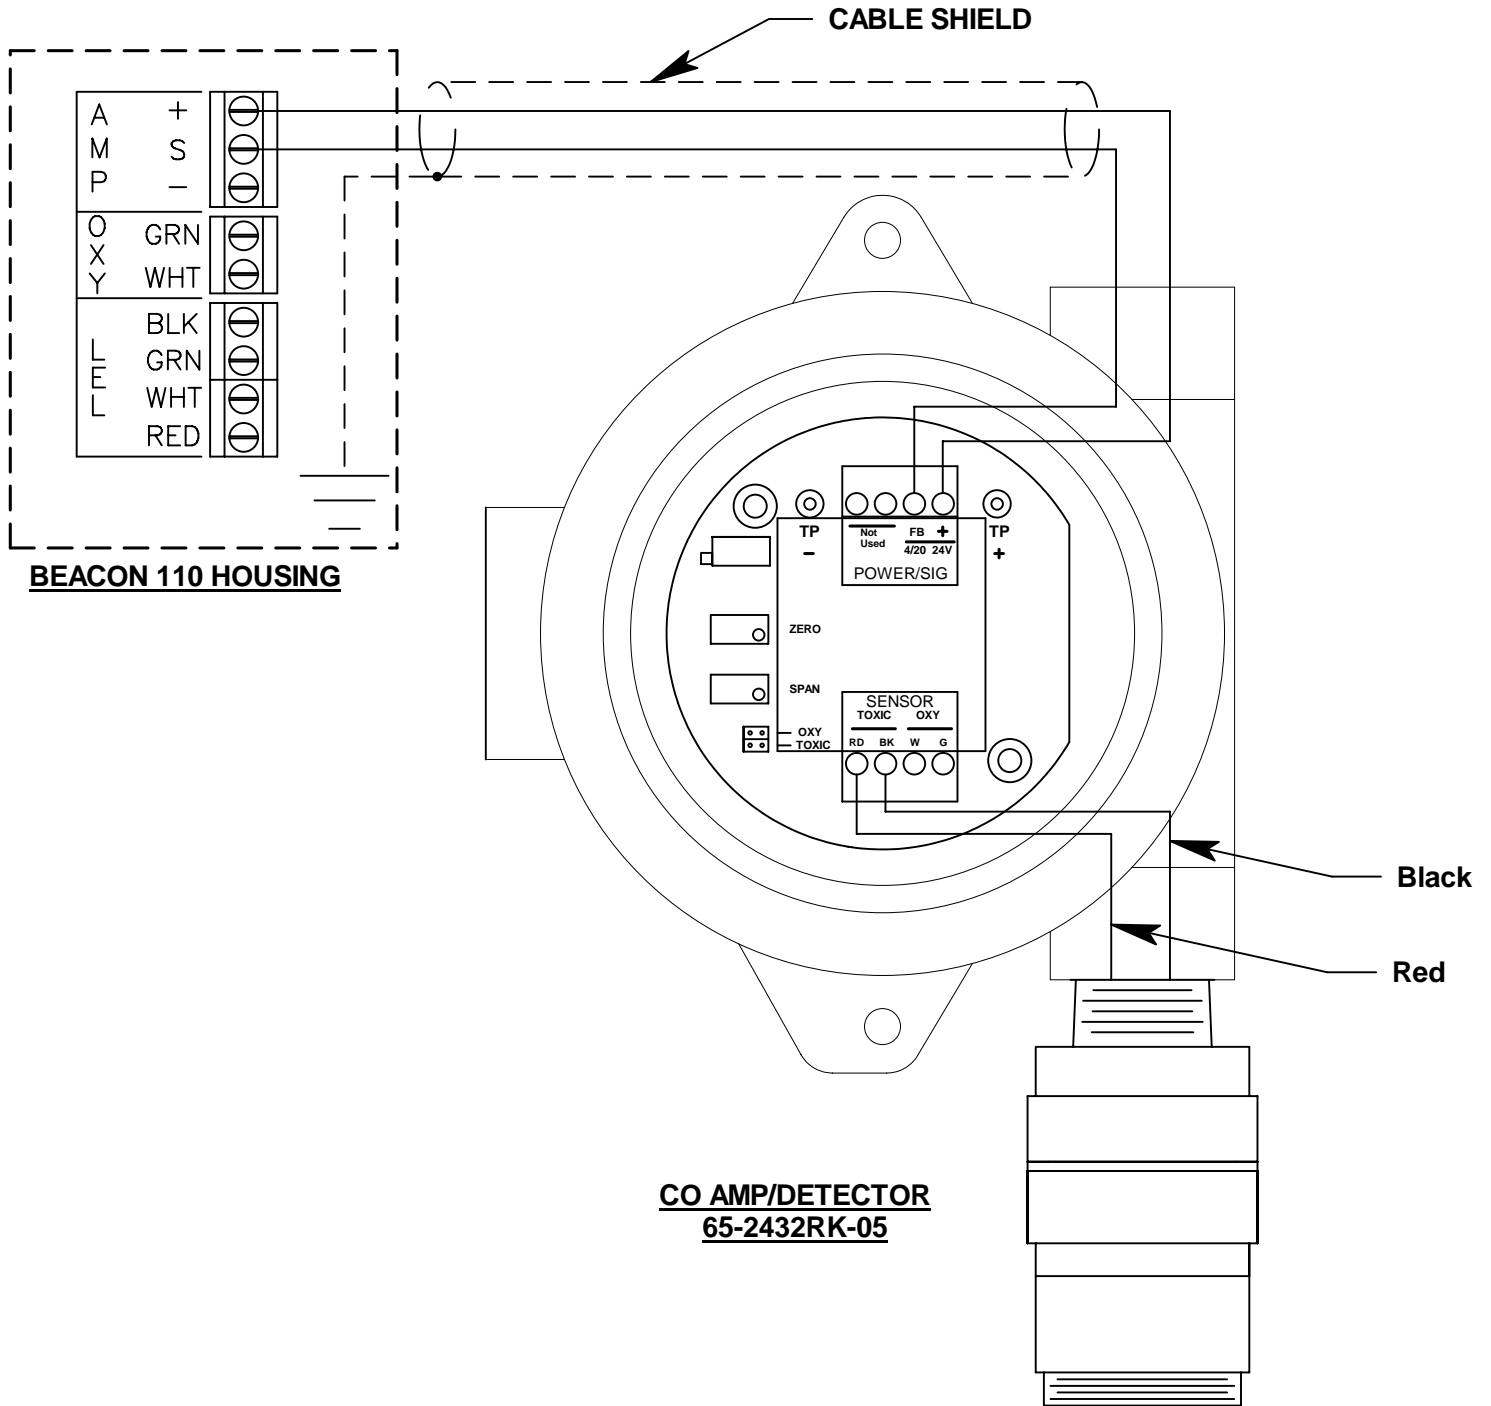 CABLE SHIELD
A +
M S
P −
O GRN
X
Y WHT
BLK
L GRN
E WHT
L RED
BEACON 110 HOUSING
TP Not FB + TP
− Used 4/20 24V +
POWER/SIG
ZERO
SPAN
SENSOR
TOXIC OXY
OXY
TOXIC RD BK W G
Black
Red
CO AMP/DETECTOR
65-2432RK-05